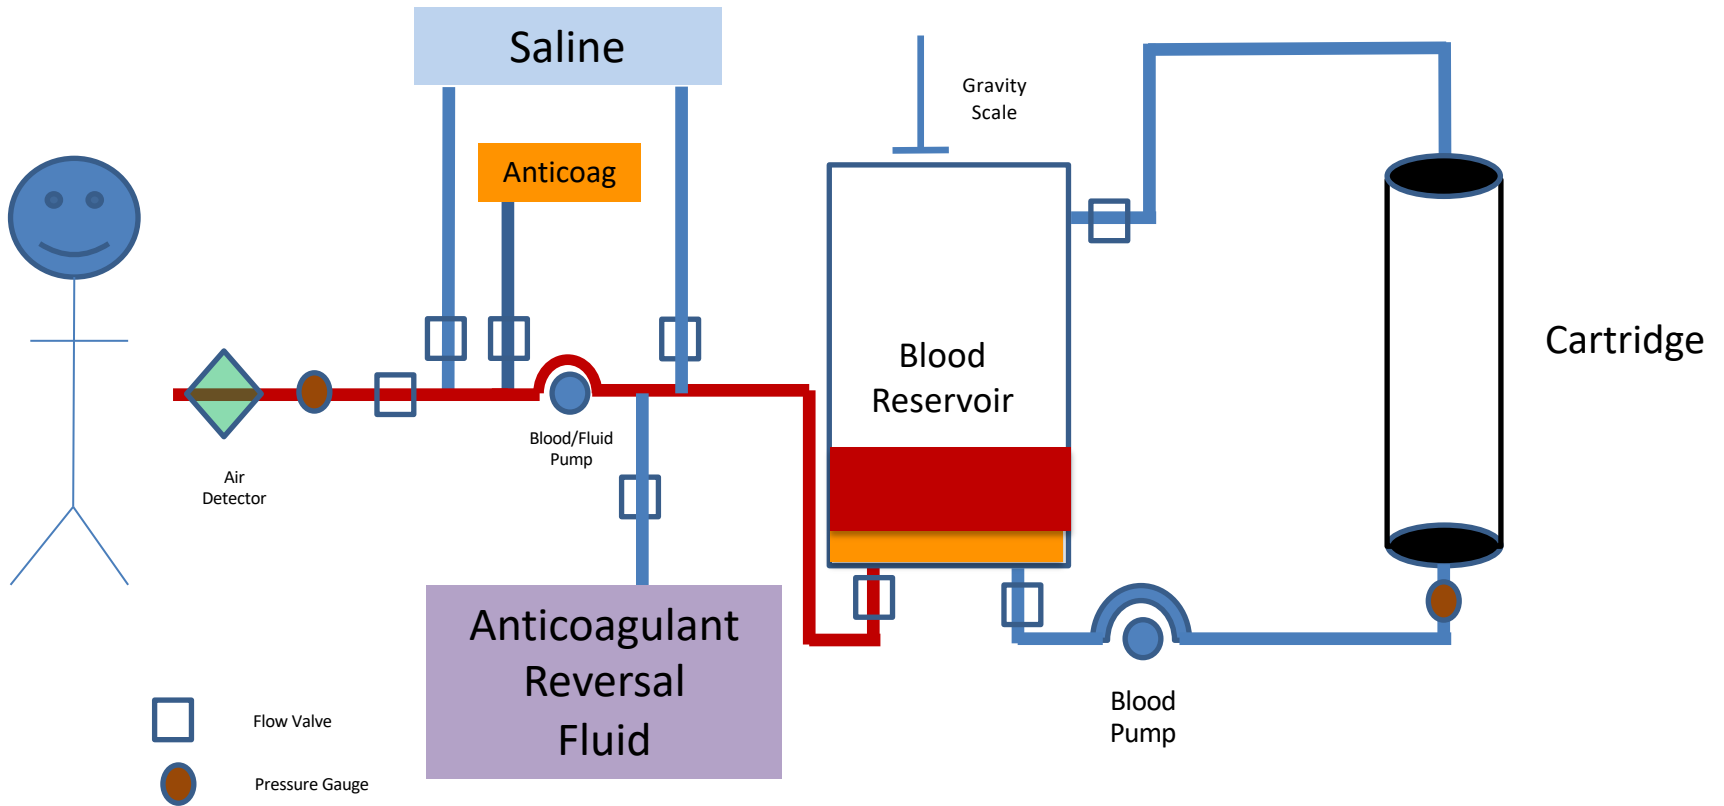 Saline
Anticoag
Gravity
Scale
Blood
Reservoir
Cartridge
Blood/Fluid
Pump
Air
Detector
Anticoagulant
Reversal
Fluid
Blood
Pump
Flow Valve
Pressure Gauge